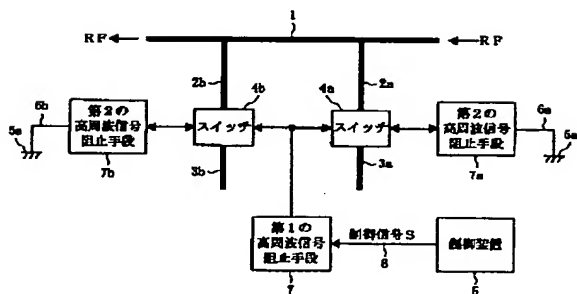 1
RF
RF
2b
2a
4b
4a
6b
第2の
高周波信号
阻止手段
スイッチ
スイッチ
第2の
高周波信号
阻止手段
6a
5a
5a
7b
3b
3a
7a
第1の
高周波信号
阻止手段
制御信号S
制御装置
7
6
5